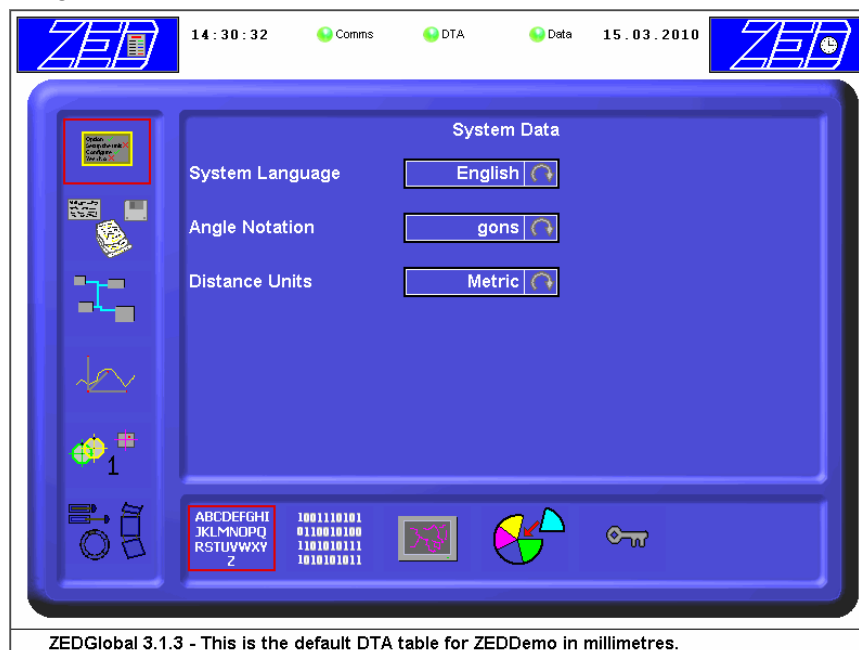 ZED 14:30:32 Comms DTA Data 15.03.2010 ZED
System Data
System Language English
Angle Notation gons
Distance Units Metric
1
ABCDEFGHI
JKLMNOPQ
RSTUVWXY
Z
1001110101
0110010100
1101010111
1010101011
ZEDGlobal 3.1.3 - This is the default DTA table for ZEDDemo in millimetres.